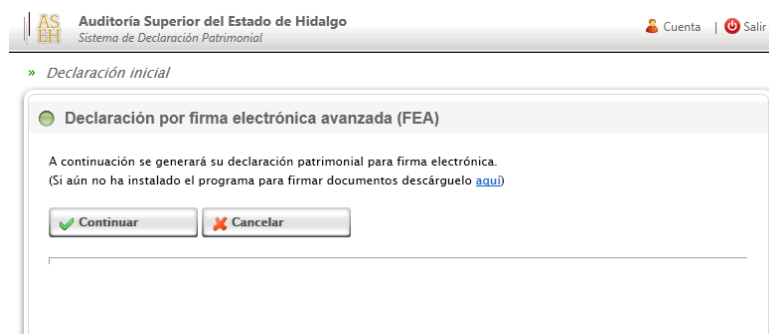 ASEH Auditoría Superior del Estado de Hidalgo
Sistema de Declaración Patrimonial
Cuenta | Salir
» Declaración inicial
Declaración por firma electrónica avanzada (FEA)
A continuación se generará su declaración patrimonial para firma electrónica.
(Si aún no ha instalado el programa para firmar documentos descárguelo aquí)
Continuar Cancelar